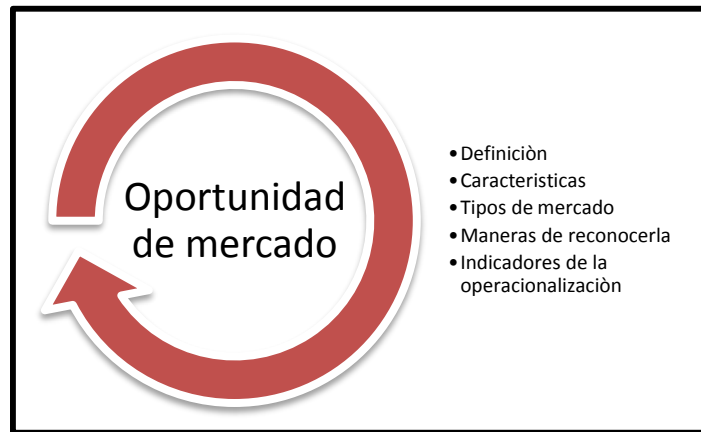 Oportunidad
de mercado
•Definiciòn
•Caracteristicas
•Tipos de mercado
•Maneras de reconocerla
•Indicadores de la
operacionalizaciòn